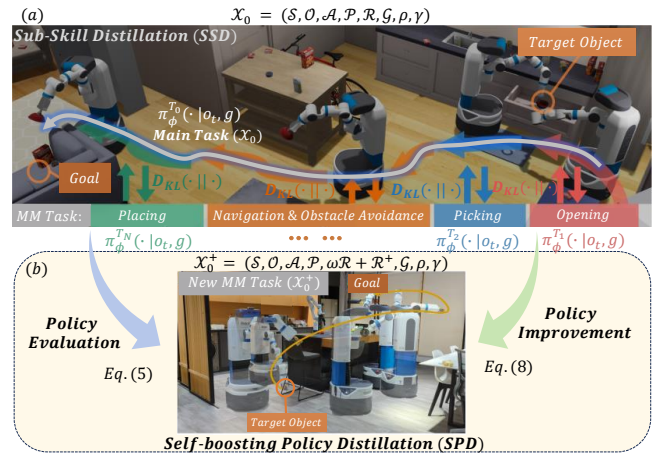 (a) 𝒳₀ = (𝒮, 𝒪, 𝒜, 𝒫, ℛ, 𝒢, ρ, γ)
Sub-Skill Distillation (SSD)
Target Object
π_ϕ^{T₀}(· |o_t, g)
Main Task (𝒳₀)
Goal
D_KL(· || ·) D_KL(· || ·) D_KL(· || ·) D_KL(· || ·)
MM Task: Placing Navigation & Obstacle Avoidance Picking Opening
π_ϕ^{T_N}(· |o_t, g) ... ... π_ϕ^{T₂}(· |o_t, g) π_ϕ^{T₁}(· |o_t, g)
(b) 𝒳₀⁺ = (𝒮, 𝒪, 𝒜, 𝒫, ωℛ + ℛ⁺, 𝒢, ρ, γ)
New MM Task (𝒳₀⁺) Goal
Policy
Evaluation
Eq. (5)
Policy
Improvement
Eq. (8)
Target Object
Self-boosting Policy Distillation (SPD)